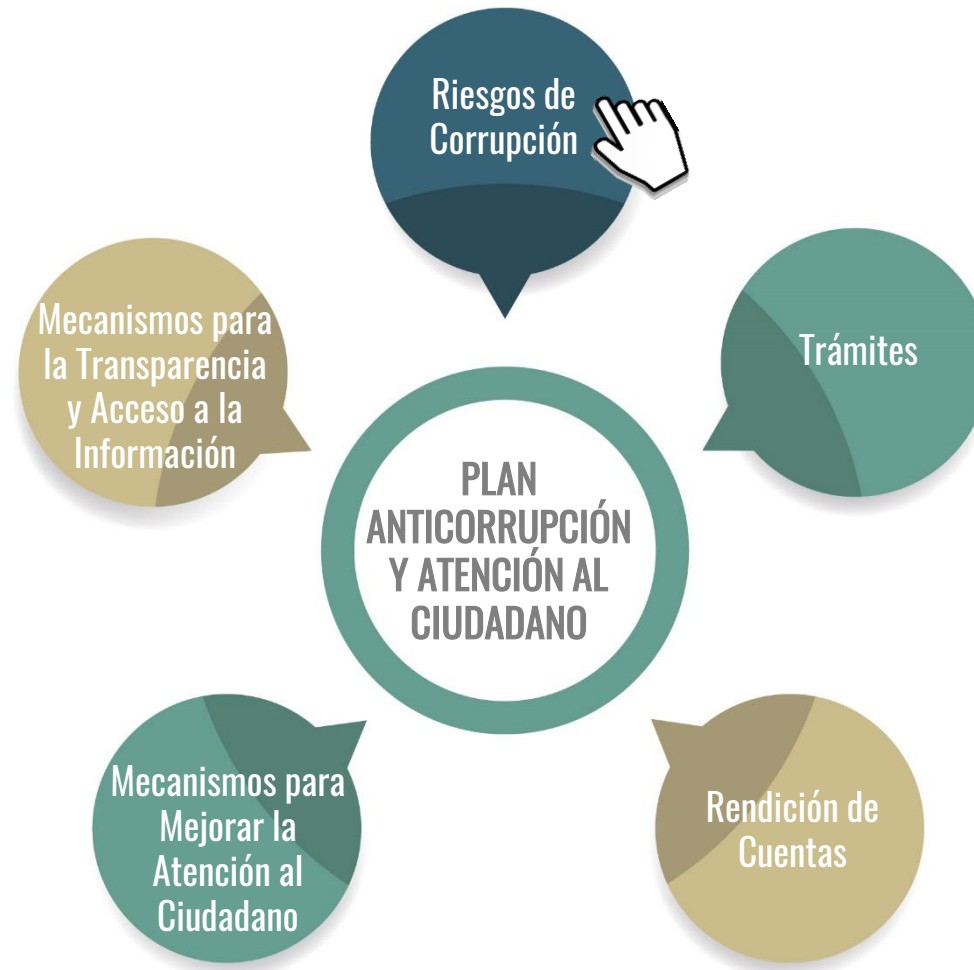 Riesgos de
Corrupción
Mecanismos para
la Transparencia
y Acceso a la
Información
Trámites
PLAN
ANTICORRUPCIÓN
Y ATENCIÓN AL
CIUDADANO
Mecanismos para
Mejorar la
Atención al
Ciudadano
Rendición de
Cuentas